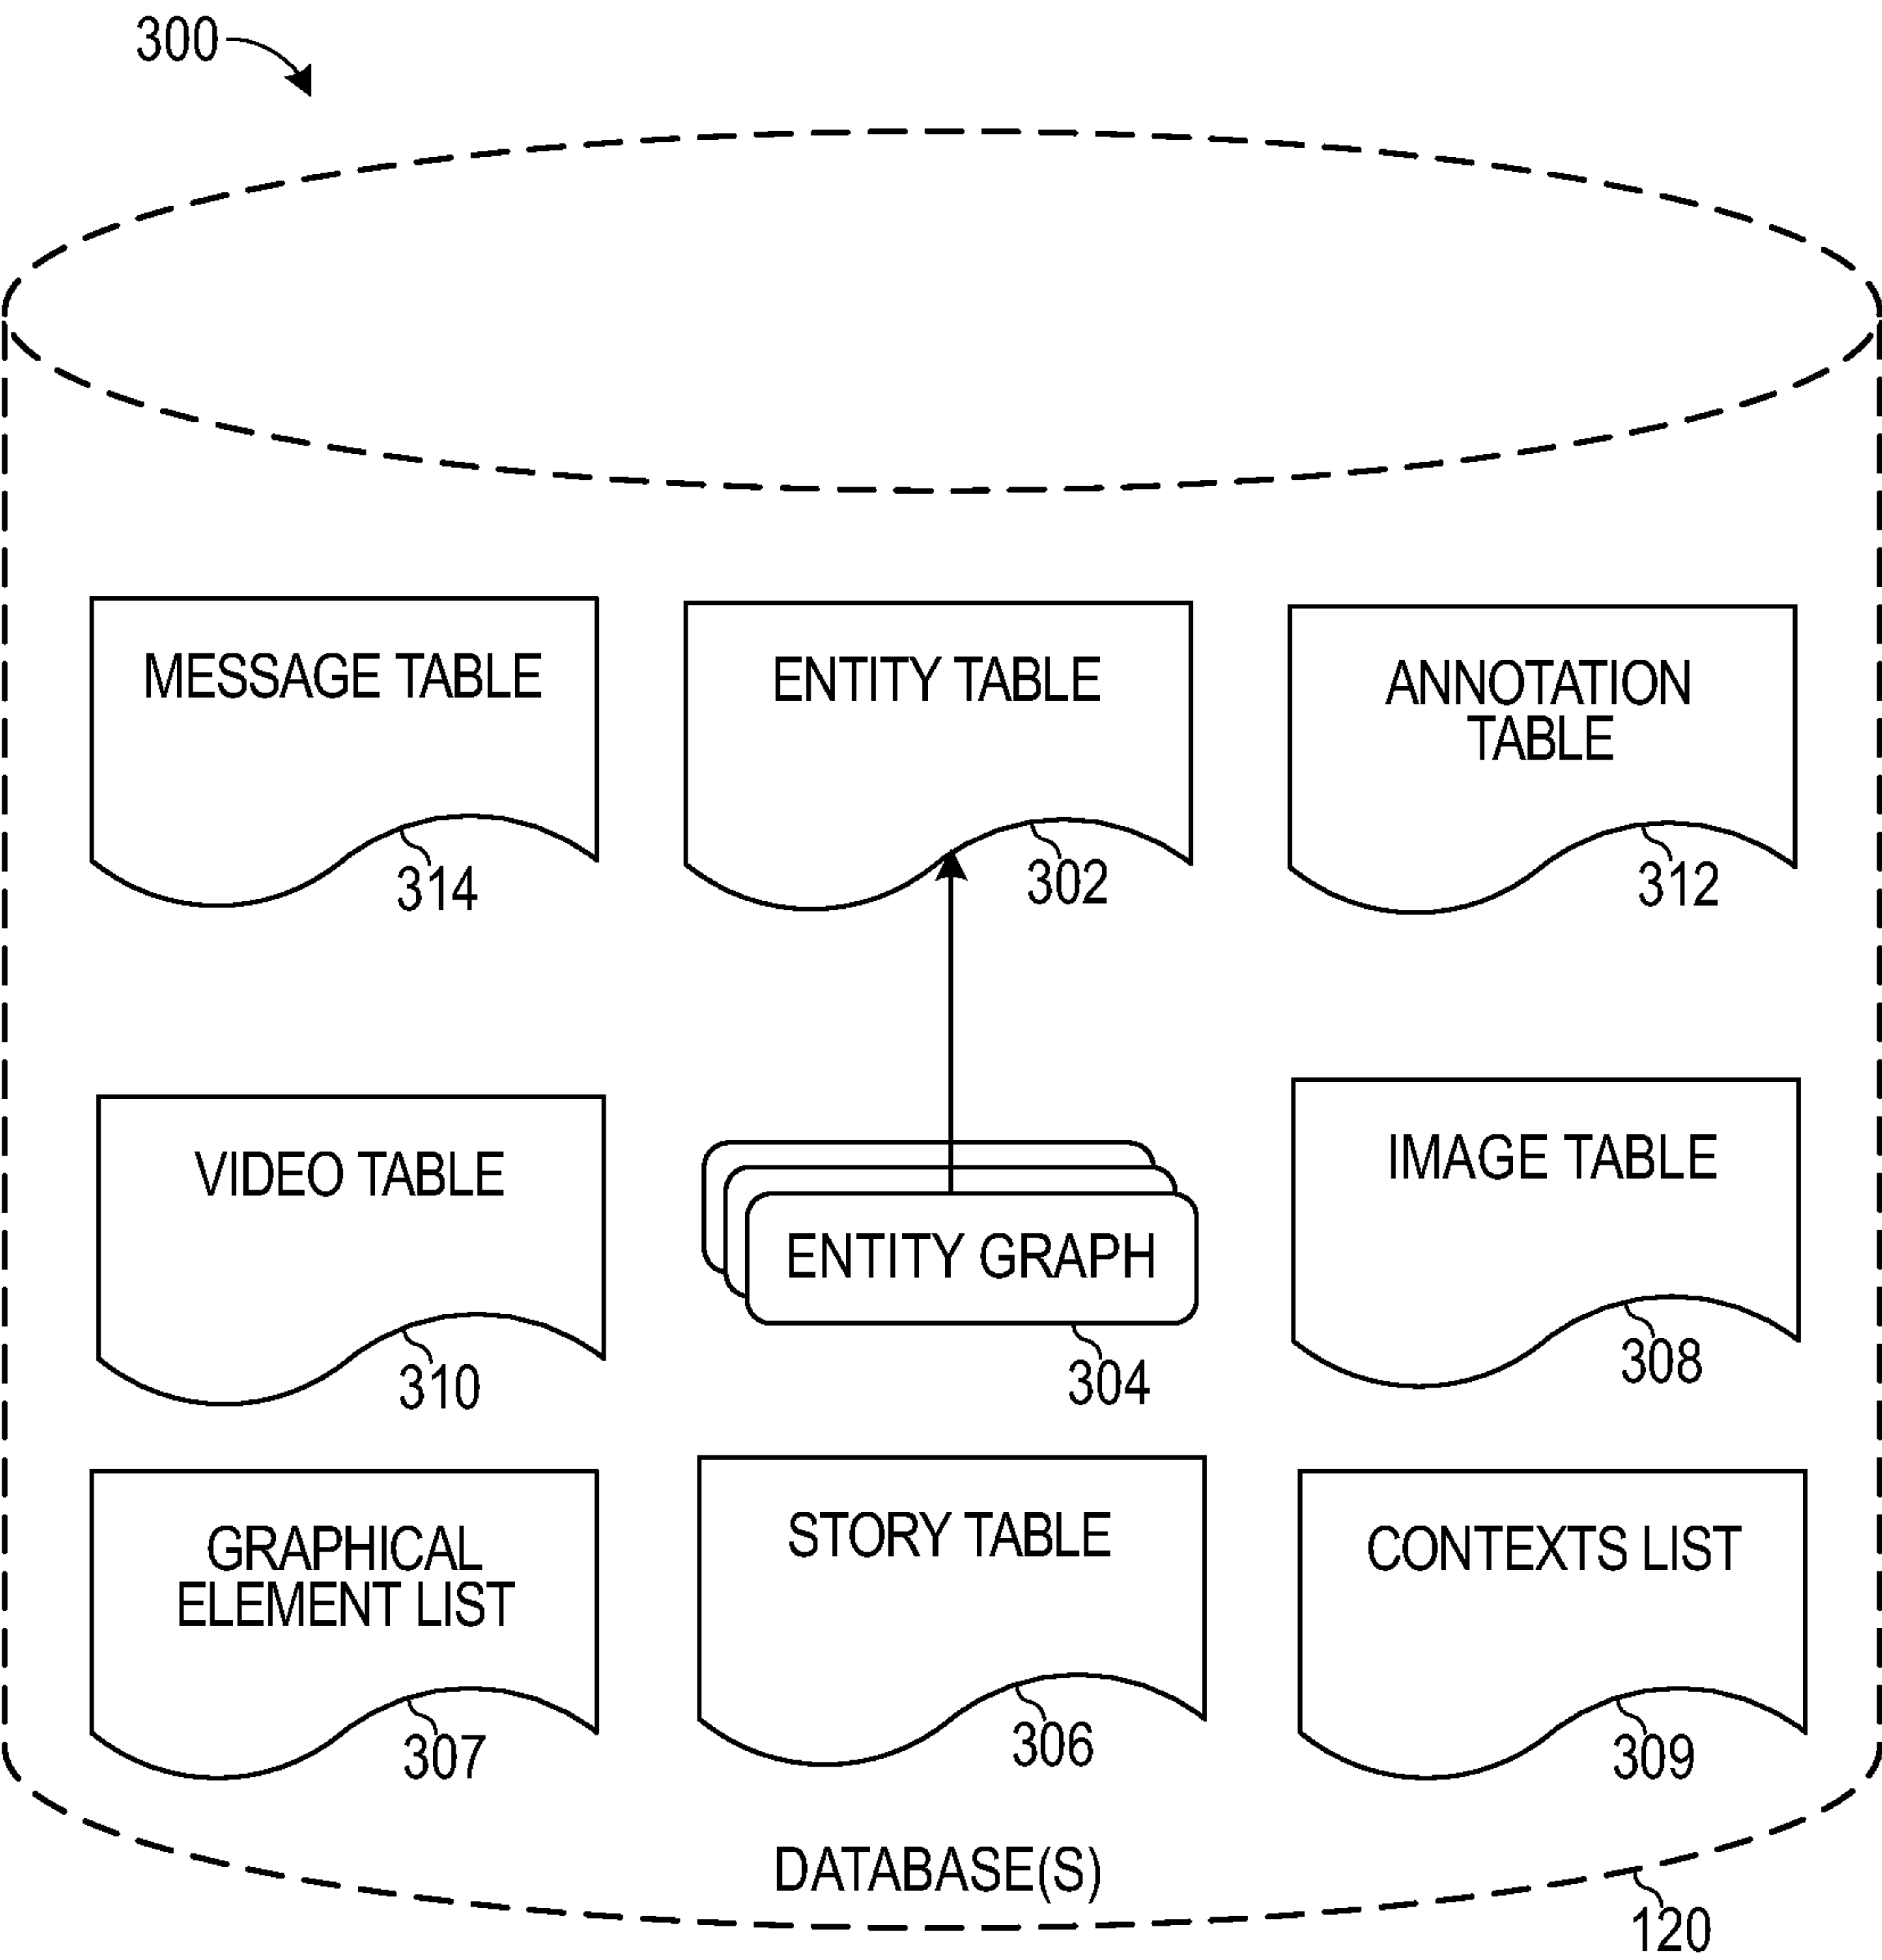 300
MESSAGE TABLE
314
ENTITY TABLE
302
ANNOTATION
TABLE
312
VIDEO TABLE
310
ENTITY GRAPH
304
IMAGE TABLE
308
GRAPHICAL
ELEMENT LIST
307
STORY TABLE
306
CONTEXTS LIST
309
DATABASE(S)
120